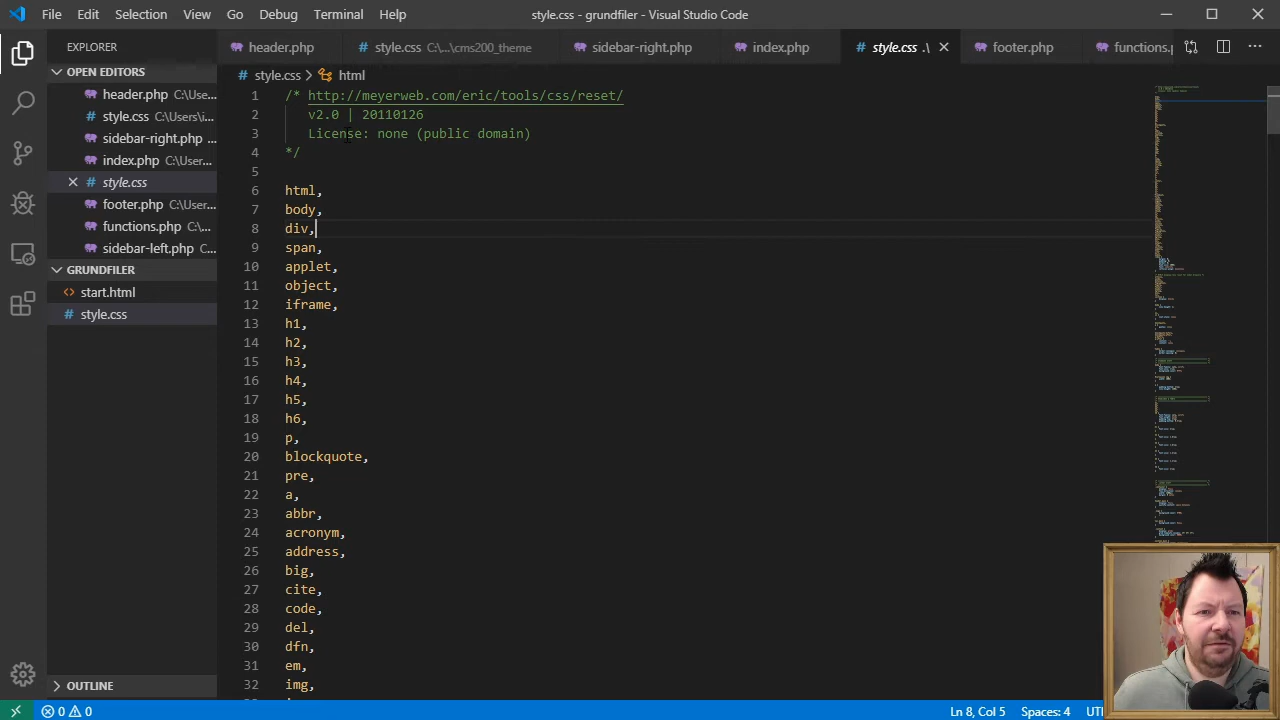 File Edit Selection View Go Debug Terminal Help
style.css - grundfiler - Visual Studio Code
EXPLORER
header.php
style.css C:\...\cms200_theme
sidebar-right.php
index.php
style.css .\
footer.php
functions.p
OPEN EDITORS
header.php C:\Use...
style.css C:\Users\i...
sidebar-right.php ...
index.php C:\User...
style.css
footer.php C:\User...
functions.php C:\U...
sidebar-left.php C:...
GRUNDFILER
start.html
style.css
OUTLINE
style.css > html
1 /* http://meyerweb.com/eric/tools/css/reset/
2 v2.0 | 20110126
3 License: none (public domain)
4 */
5
6 html,
7 body,
8 div,
9 span,
10 applet,
11 object,
12 iframe,
13 h1,
14 h2,
15 h3,
16 h4,
17 h5,
18 h6,
19 p,
20 blockquote,
21 pre,
22 a,
23 abbr,
24 acronym,
25 address,
26 big,
27 cite,
28 code,
29 del,
30 dfn,
31 em,
32 img,
0 0
Ln 8, Col 5 Spaces: 4 UT